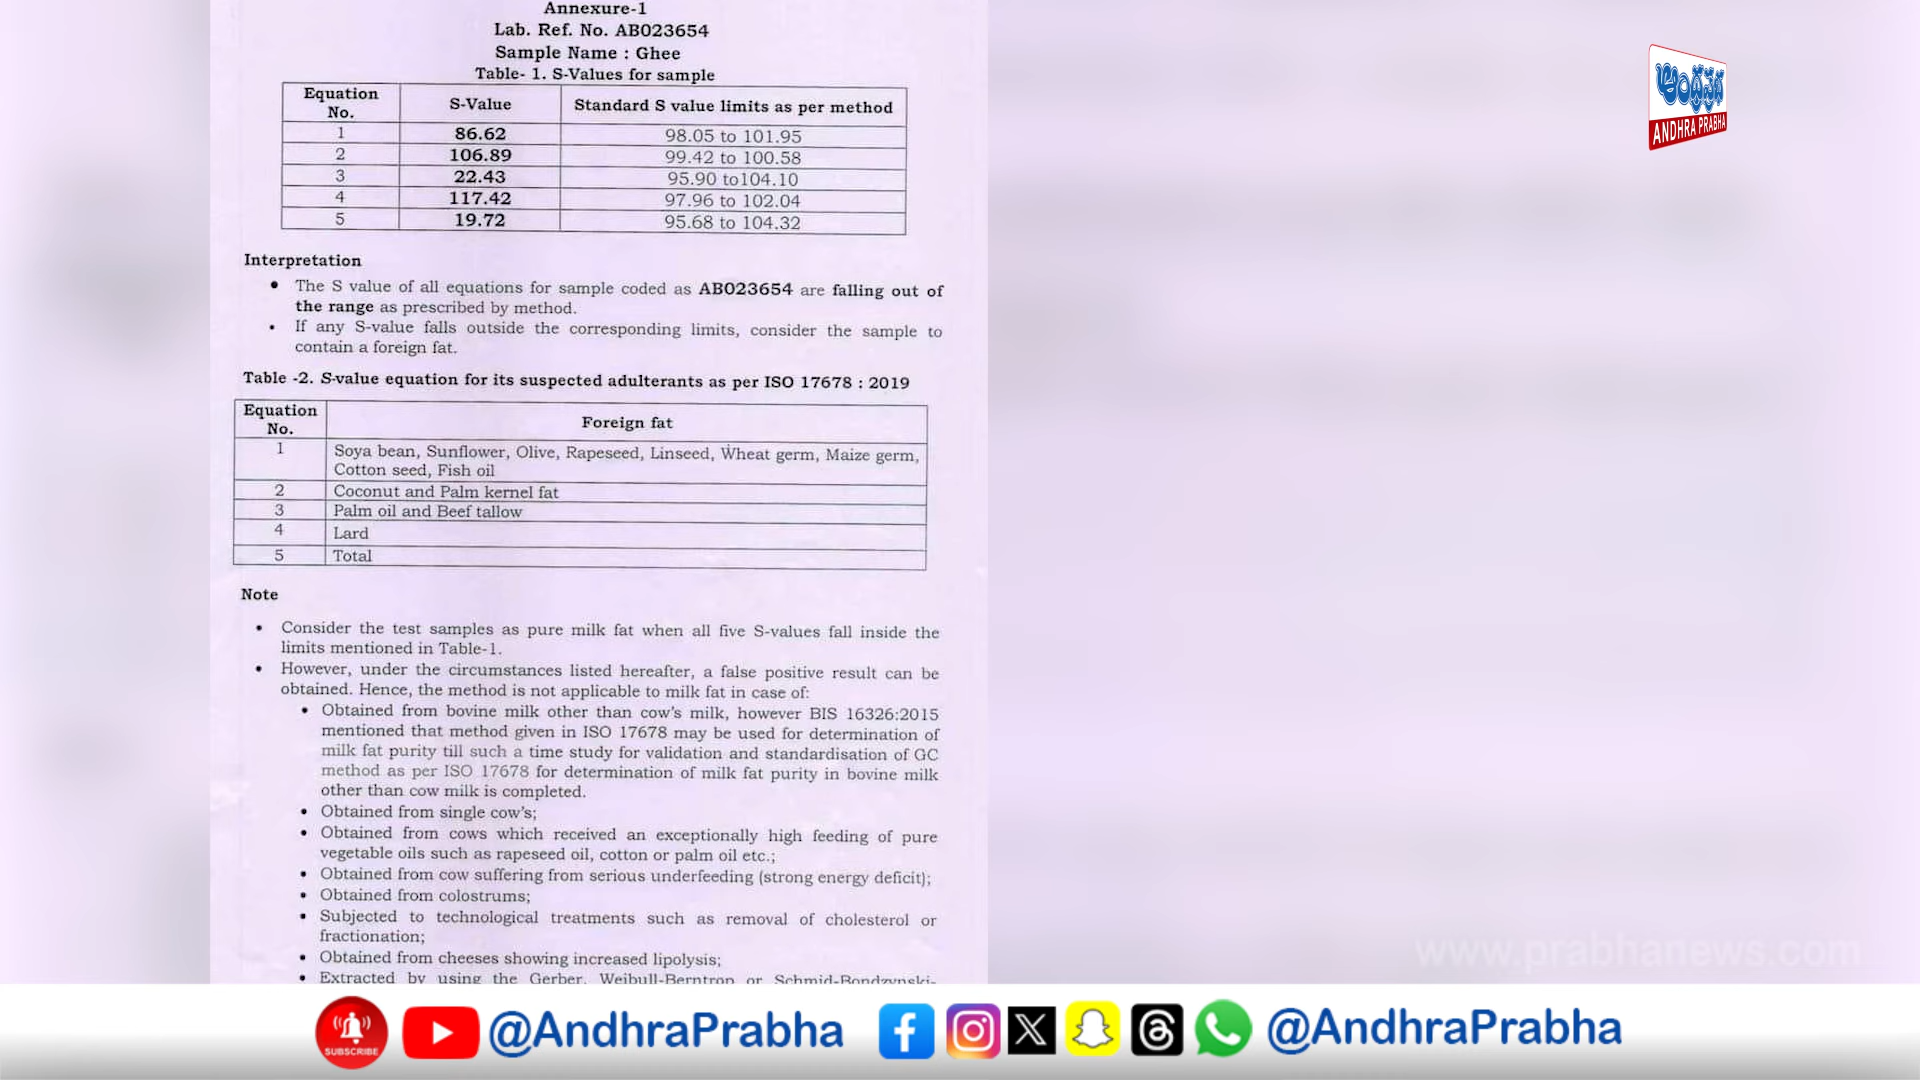 Annexure-1
Lab. Ref. No. AB023654
Sample Name : Ghee
Table- 1. S-Values for sample
Equation No. S-Value Standard S value limits as per method
1 86.62 98.05 to 101.95
2 106.89 99.42 to 100.58
3 22.43 95.90 to104.10
4 117.42 97.96 to 102.04
5 19.72 95.68 to 104.32
Interpretation
• The S value of all equations for sample coded as AB023654 are falling out of
the range as prescribed by method.
• If any S-value falls outside the corresponding limits, consider the sample to
contain a foreign fat.
Table -2. S-value equation for its suspected adulterants as per ISO 17678 : 2019
Equation No. Foreign fat
1 Soya bean, Sunflower, Olive, Rapeseed, Linseed, Wheat germ, Maize germ,
Cotton seed, Fish oil
2 Coconut and Palm kernel fat
3 Palm oil and Beef tallow
4 Lard
5 Total
Note
• Consider the test samples as pure milk fat when all five S-values fall inside the
limits mentioned in Table-1.
• However, under the circumstances listed hereafter, a false positive result can be
obtained. Hence, the method is not applicable to milk fat in case of:
• Obtained from bovine milk other than cow's milk, however BIS 16326:2015
mentioned that method given in ISO 17678 may be used for determination of
milk fat purity till such a time study for validation and standardisation of GC
method as per ISO 17678 for determination of milk fat purity in bovine milk
other than cow milk is completed.
• Obtained from single cow's;
• Obtained from cows which received an exceptionally high feeding of pure
vegetable oils such as rapeseed oil, cotton or palm oil etc.;
• Obtained from cow suffering from serious underfeeding (strong energy deficit);
• Obtained from colostrums;
• Subjected to technological treatments such as removal of cholesterol or
fractionation;
• Obtained from cheeses showing increased lipolysis;
• Extracted by using the Gerber, Weibull-Berntrop or Schmid-Bondzynski-
ఆంధ్రప్రభ
ANDHRA PRABHA
www.prabhanews.com
SUBSCRIBE
@AndhraPrabha
@AndhraPrabha